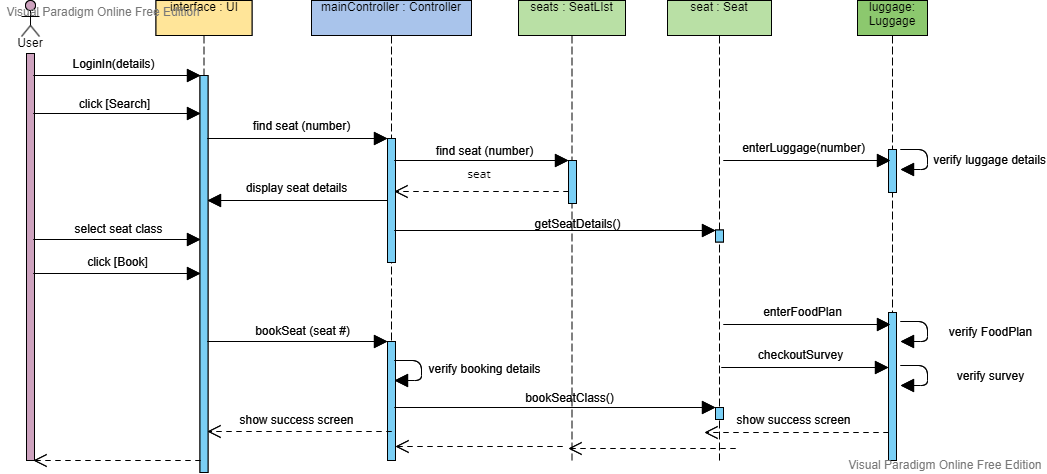 Visual Paradigm Online Free Edition
interface : UI
mainController : Controller
seats : SeatList
seat : Seat
luggage:
Luggage
User
LoginIn(details)
click [Search]
find seat (number)
find seat (number)
enterLuggage(number)
verify luggage details
seat
display seat details
getSeatDetails()
select seat class
click [Book]
enterFoodPlan
bookSeat (seat #)
verify FoodPlan
checkoutSurvey
verify booking details
verify survey
bookSeatClass()
show success screen
show success screen
Visual Paradigm Online Free Edition